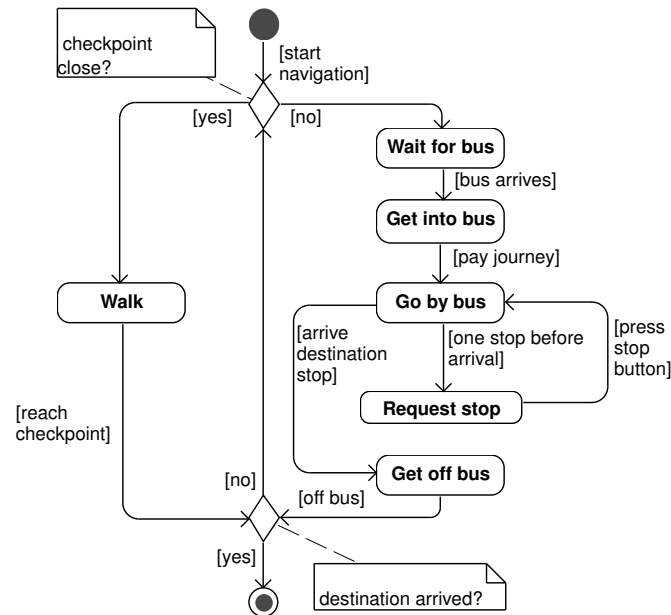 checkpoint
close?
[start
navigation]
[yes]
[no]
Wait for bus
[bus arrives]
Get into bus
[pay journey]
Walk
Go by bus
[arrive
destination
stop]
[one stop before
arrival]
[press
stop
button]
Request stop
[reach
checkpoint]
[no]
Get off bus
[off bus]
[yes]
destination arrived?